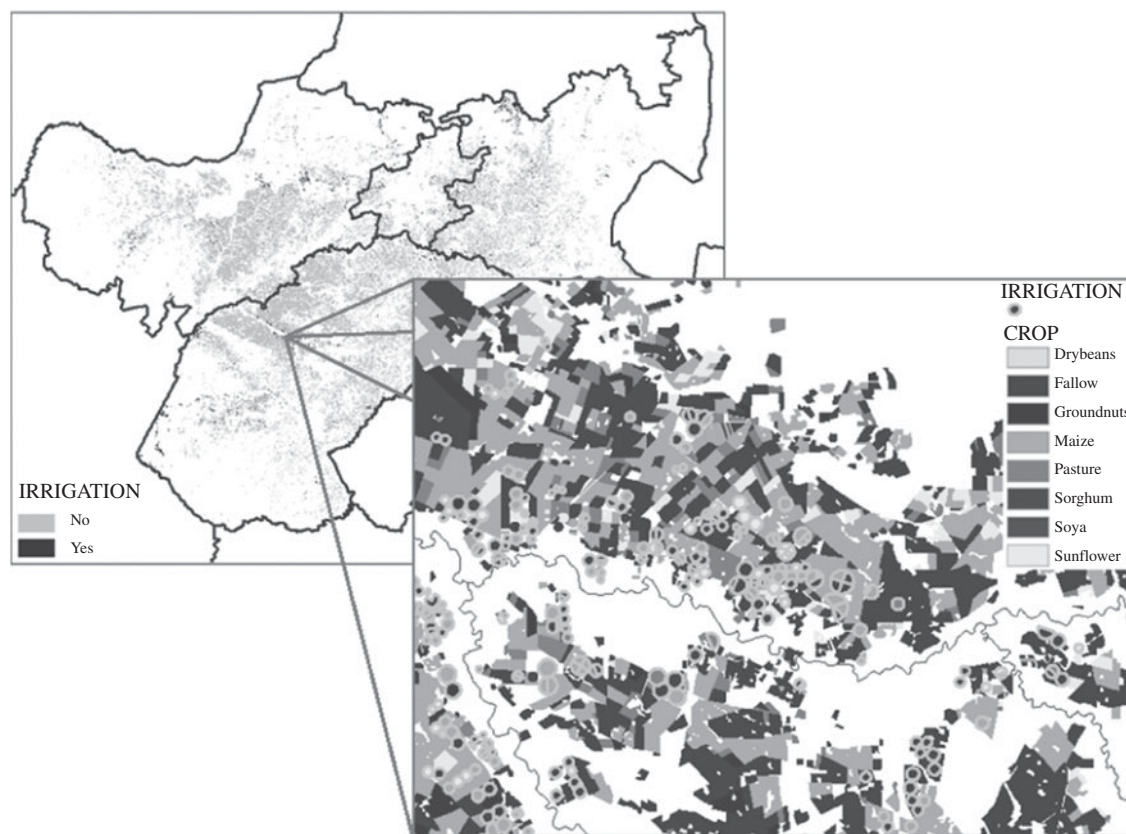 IRRIGATION
No
Yes
IRRIGATION
CROP
Drybeans
Fallow
Groundnuts
Maize
Pasture
Sorghum
Soya
Sunflower